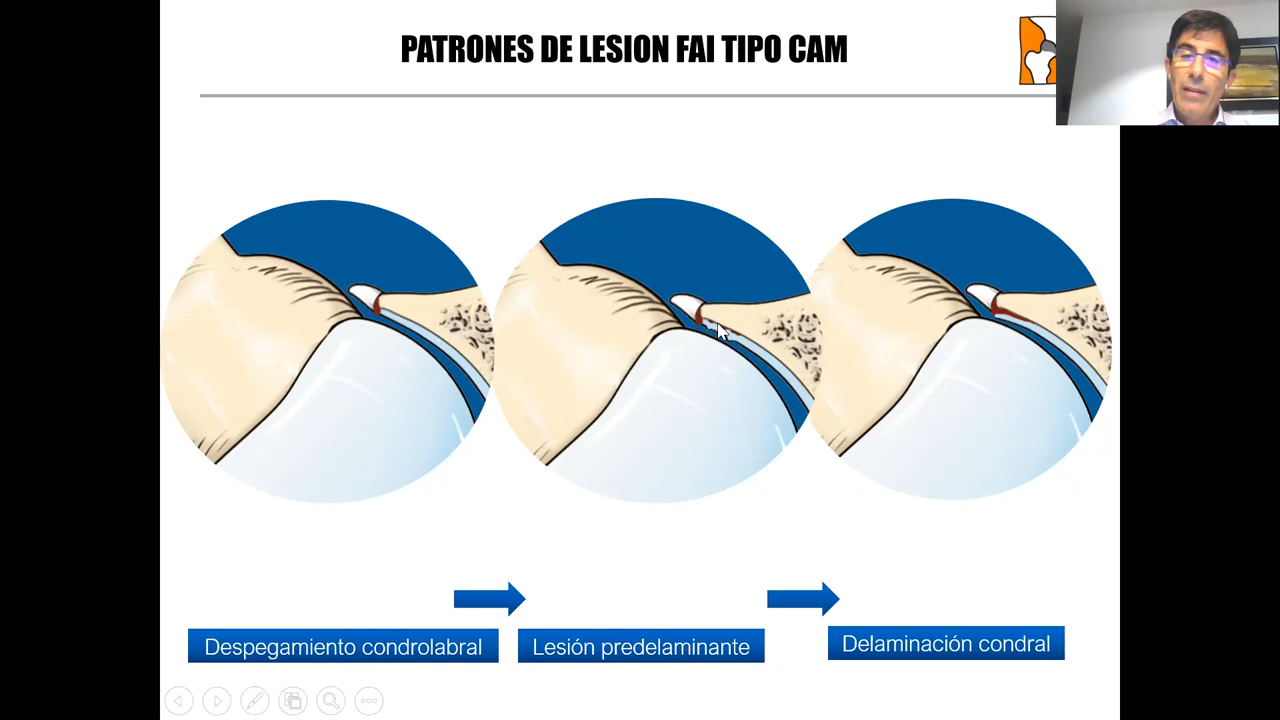 PATRONES DE LESION FAI TIPO CAM
Despegamiento condrolabral
Lesión predelaminante
Delaminación condral